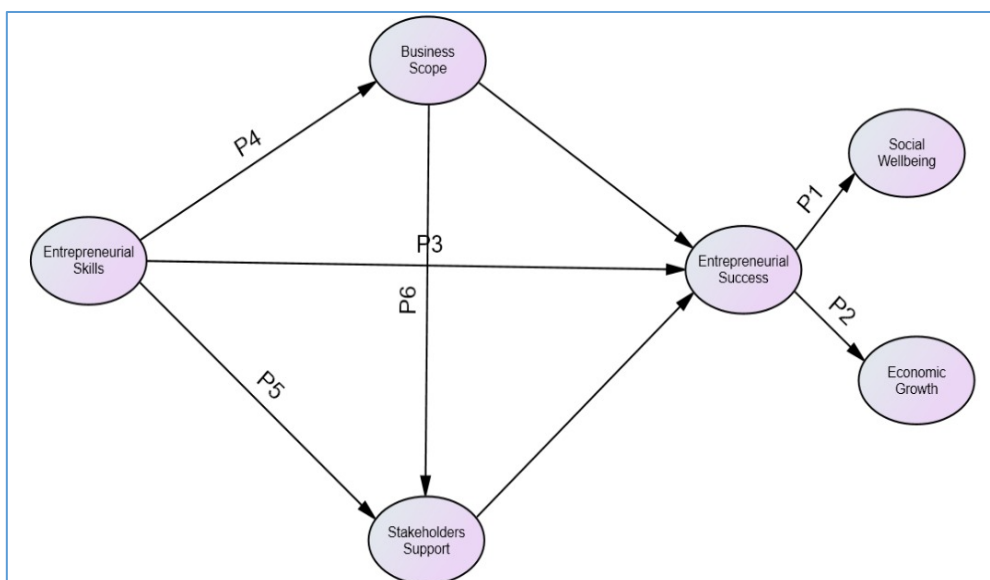 Business
Scope
P4
Social
Wellbeing
P1
Entrepreneurial
Skills
P3
Entrepreneurial
Success
P6
P2
P5
Economic
Growth
Stakeholders
Support